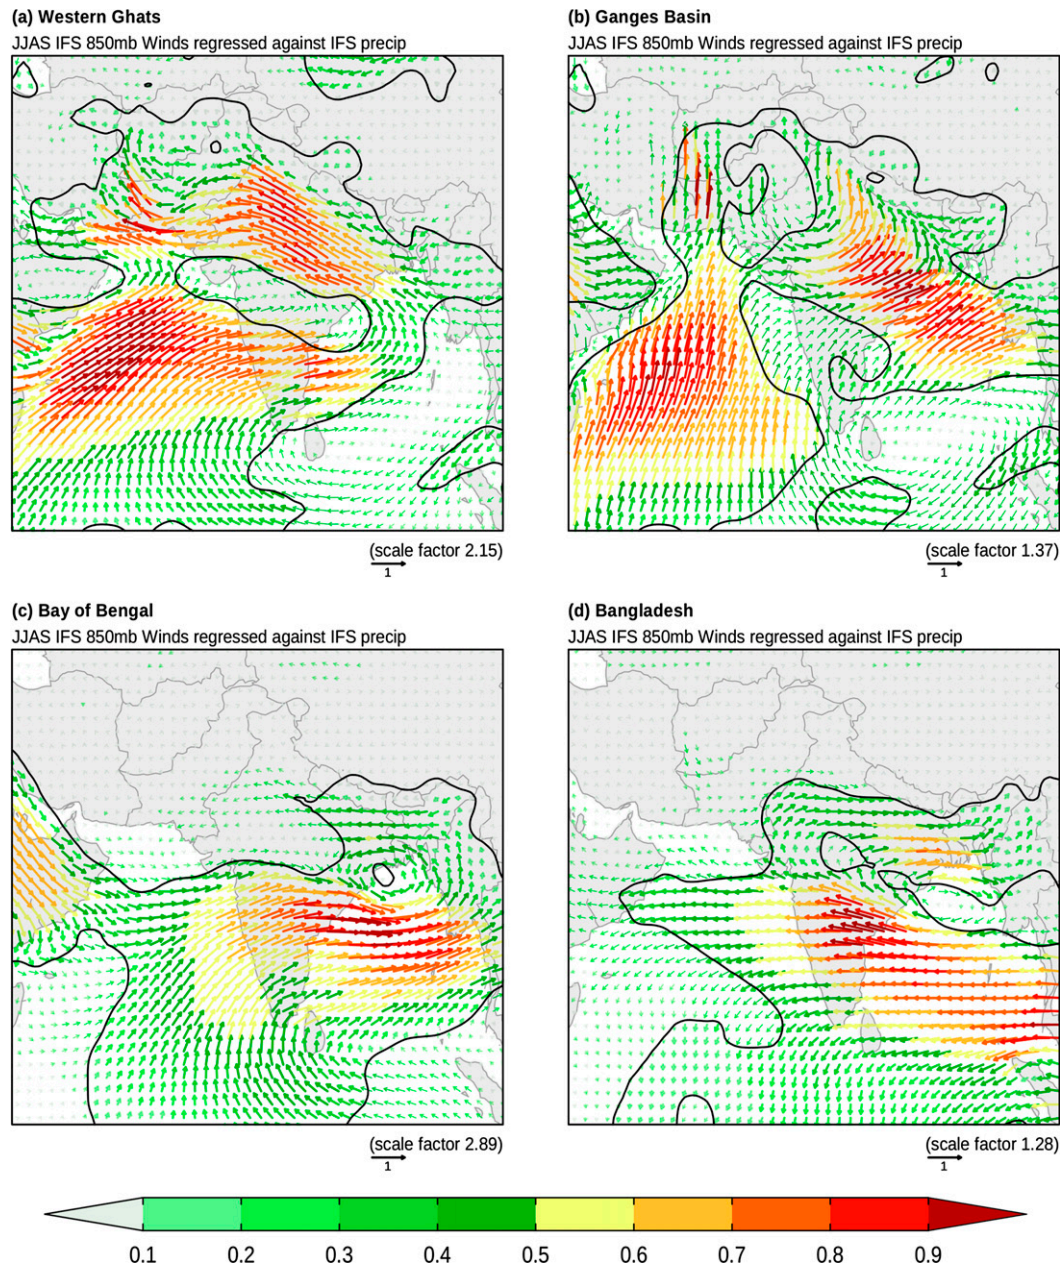 (a) Western Ghats
JJAS IFS 850mb Winds regressed against IFS precip
(scale factor 2.15)
1
(b) Ganges Basin
JJAS IFS 850mb Winds regressed against IFS precip
(scale factor 1.37)
1
(c) Bay of Bengal
JJAS IFS 850mb Winds regressed against IFS precip
(scale factor 2.89)
1
(d) Bangladesh
JJAS IFS 850mb Winds regressed against IFS precip
(scale factor 1.28)
1
0.1 0.2 0.3 0.4 0.5 0.6 0.7 0.8 0.9